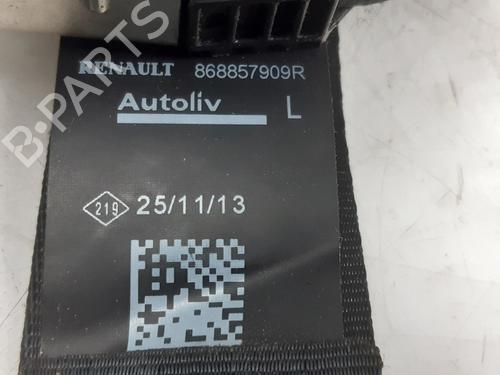 B-PARTS
RENAULT 868857909R
Autoliv L
219 25/11/13